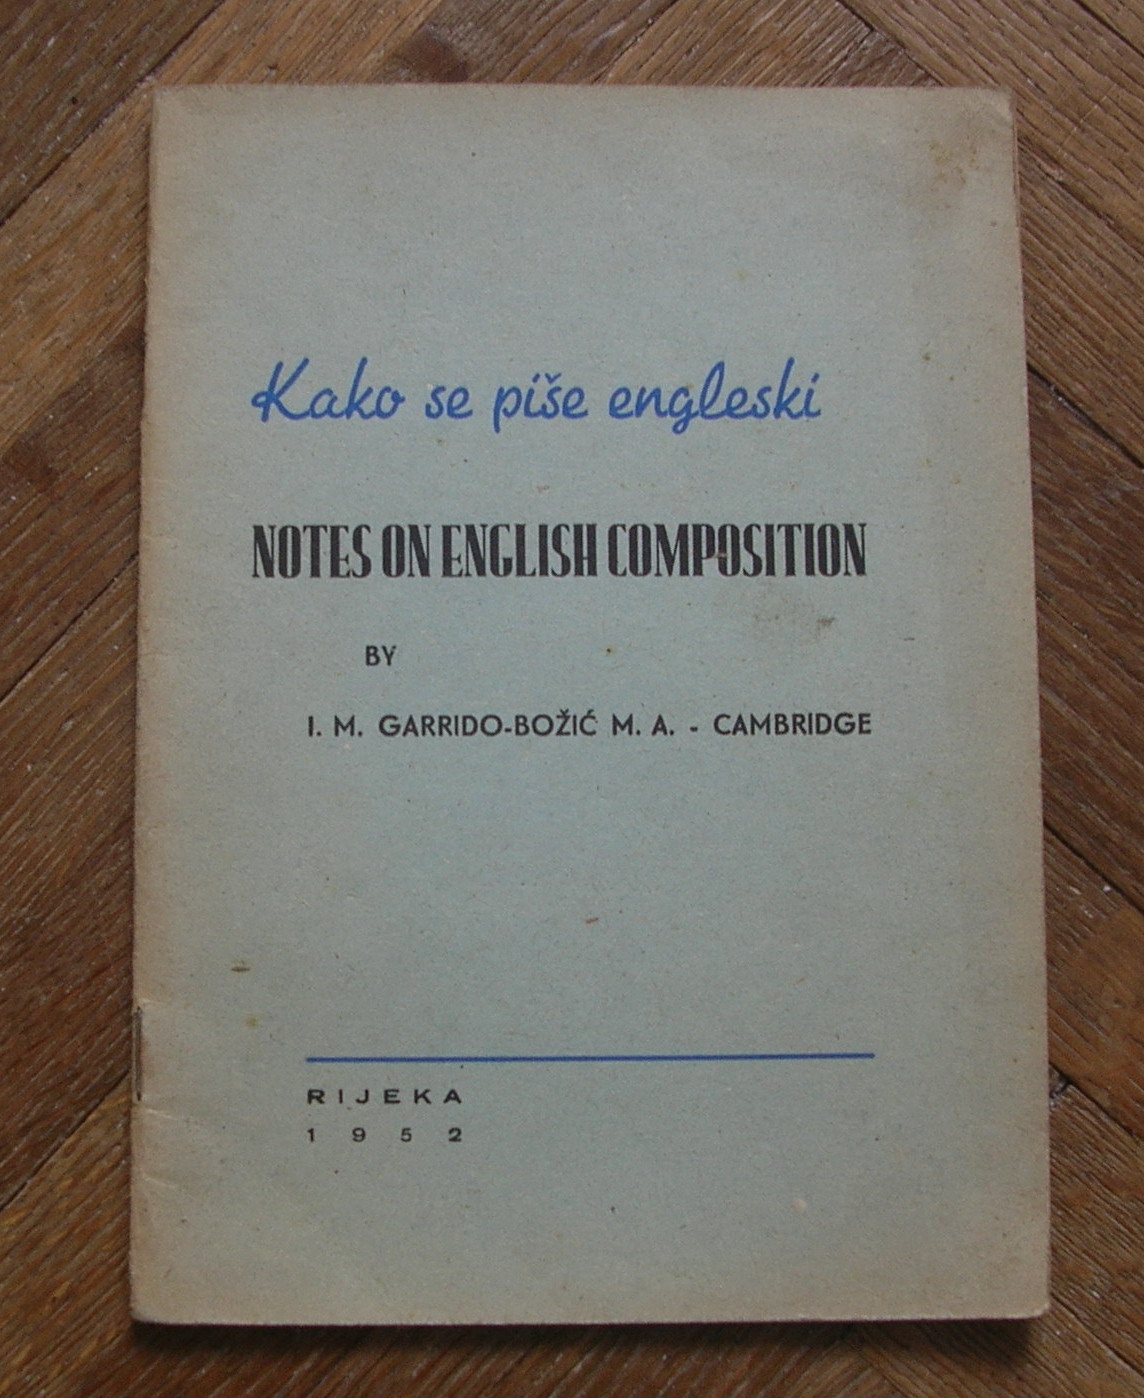 Kako se piše engleski
NOTES ON ENGLISH COMPOSITION
BY
I. M. GARRIDO-BOŽIĆ M. A. - CAMBRIDGE
RIJEKA
1952